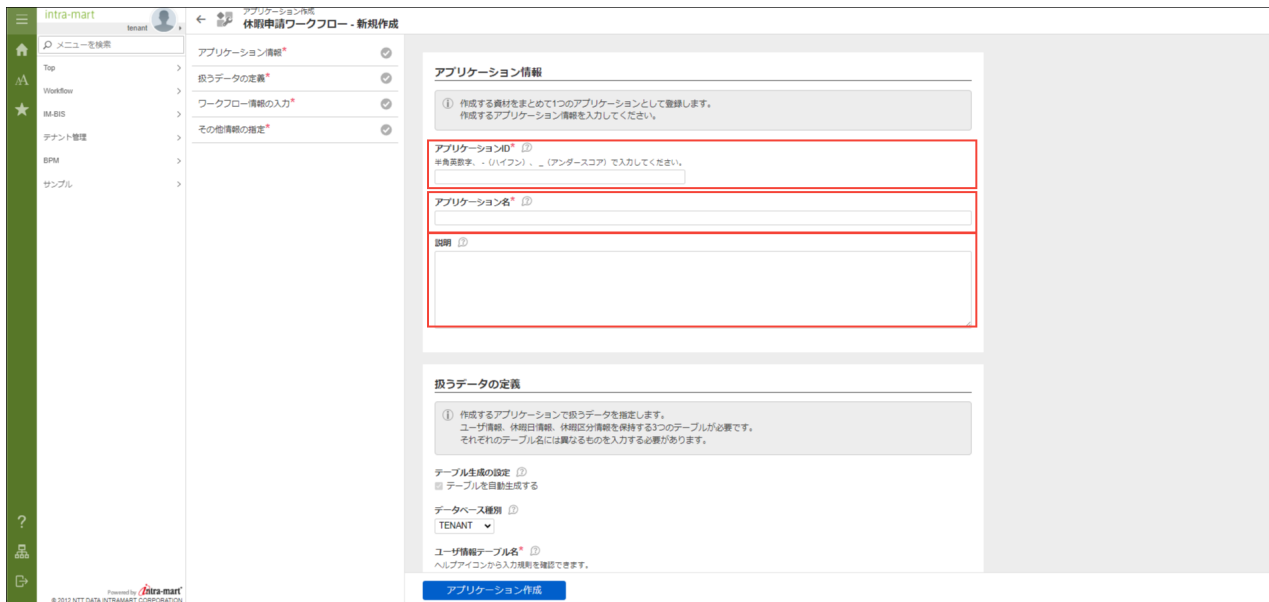 intra-mart
tenant
メニューを検索
Top
Workflow
IM-BIS
テナント管理
BPM
サンプル
Powered by intra-mart
© 2012 NTT DATA INTRAMART CORPORATION
アプリケーション作成
休暇申請ワークフロー - 新規作成
アプリケーション情報*
扱うデータの定義*
ワークフロー情報の入力*
その他情報の指定*
アプリケーション情報
作成する資材をまとめて1つのアプリケーションとして登録します。
作成するアプリケーション情報を入力してください。
アプリケーションID*
半角英数字、-（ハイフン）、_（アンダースコア）で入力してください。
アプリケーション名*
説明
扱うデータの定義
作成するアプリケーションで扱うデータを指定します。
ユーザ情報、休暇日情報、休暇区分情報を保持する3つのテーブルが必要です。
それぞれのテーブル名には異なるものを入力する必要があります。
テーブル生成の設定
テーブルを自動生成する
データベース種別
TENANT
ユーザ情報テーブル名*
ヘルプアイコンから入力規則を確認できます。
アプリケーション作成